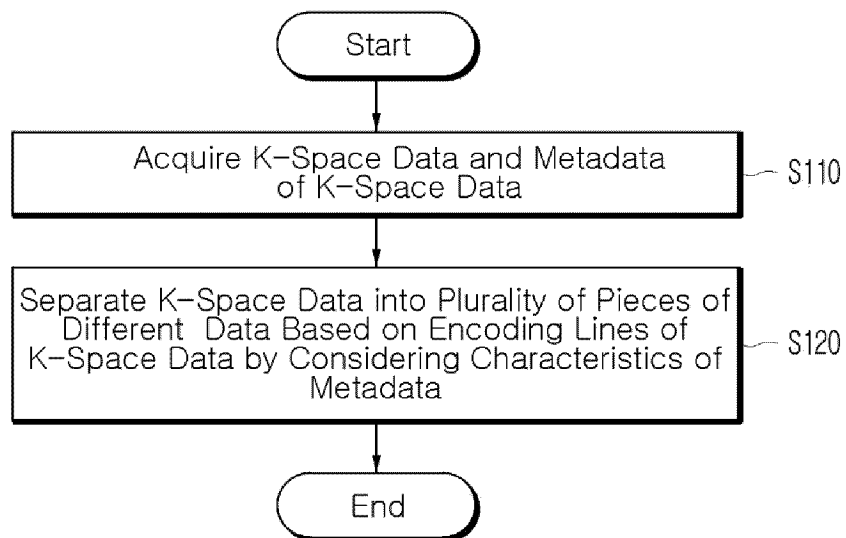 Start
Acquire K-Space Data and Metadata
of K-Space Data
S110
Separate K-Space Data into Plurality of Pieces of
Different Data Based on Encoding Lines of
K-Space Data by Considering Characteristics of
Metadata
S120
End